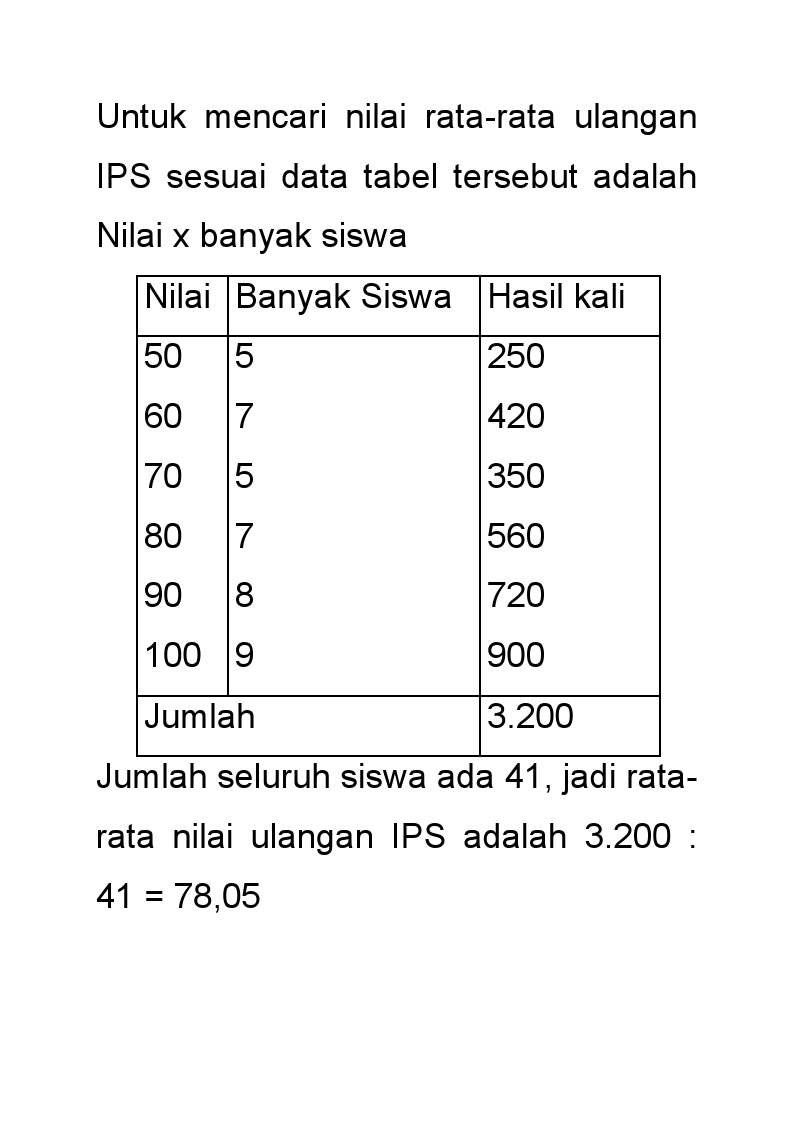 Untuk mencari nilai rata-rata ulangan
IPS sesuai data tabel tersebut adalah
Nilai x banyak siswa
Nilai Banyak Siswa Hasil kali
50 5 250
60 7 420
70 5 350
80 7 560
90 8 720
100 9 900
Jumlah 3.200
Jumlah seluruh siswa ada 41, jadi rata-
rata nilai ulangan IPS adalah 3.200 :
41 = 78,05